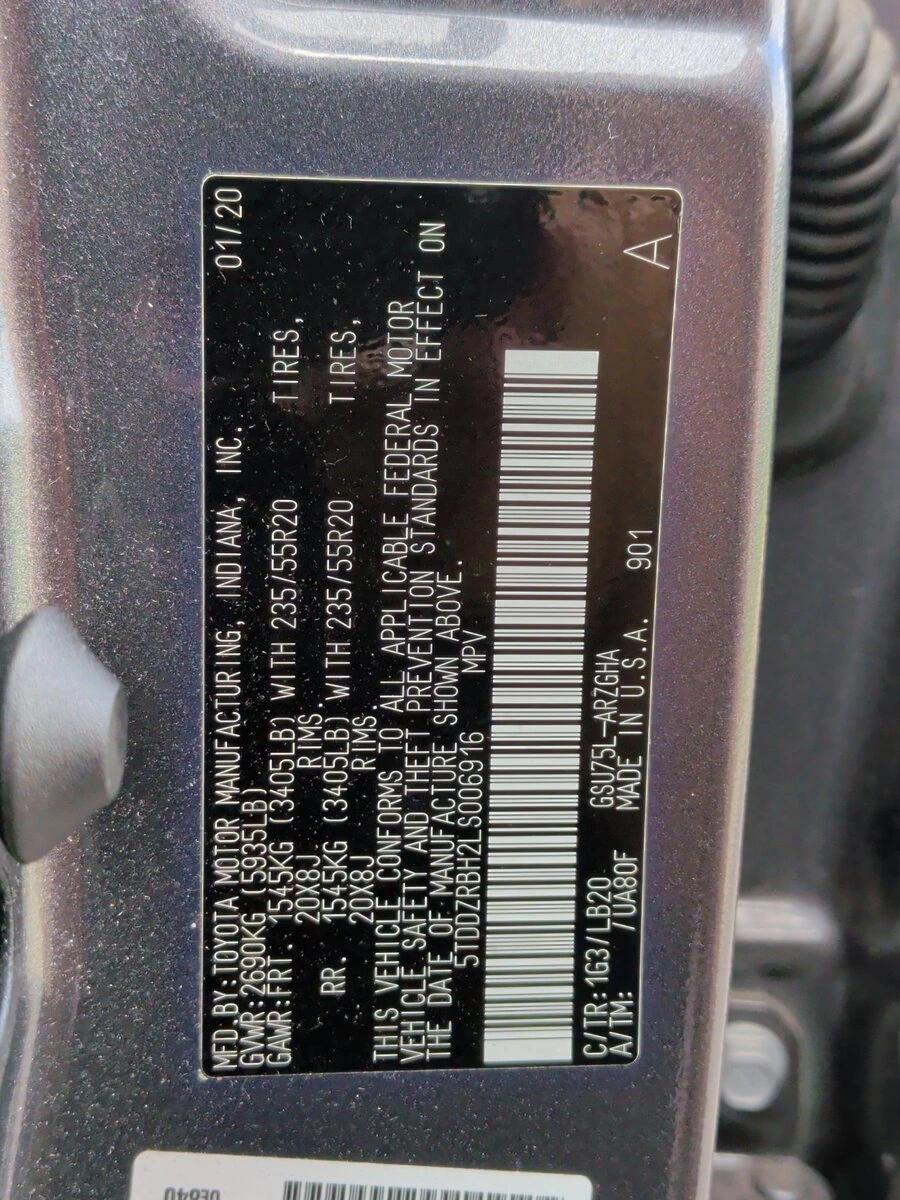 MFD BY:TOYOTA MOTOR MANUFACTURING, INDIANA, INC. 01/20
GVWR:2690KG (5935LB)
GAWR:FRT. 1545KG (3405LB) WITH 235/55R20 TIRES,
20X8J RIMS.
RR. 1545KG (3405LB) WITH 235/55R20 TIRES,
20X8J RIMS.
THIS VEHICLE CONFORMS TO ALL APPLICABLE FEDERAL MOTOR
VEHICLE SAFETY AND THEFT PREVENTION STANDARDS IN EFFECT ON
THE DATE OF MANUFACTURE SHOWN ABOVE.
5TDDZRBH2LS006916 MPV
C/TR:1G3/LB20 GSU75L-ARZGHA
A/TM: /UA80F MADE IN U.S.A. 901 A